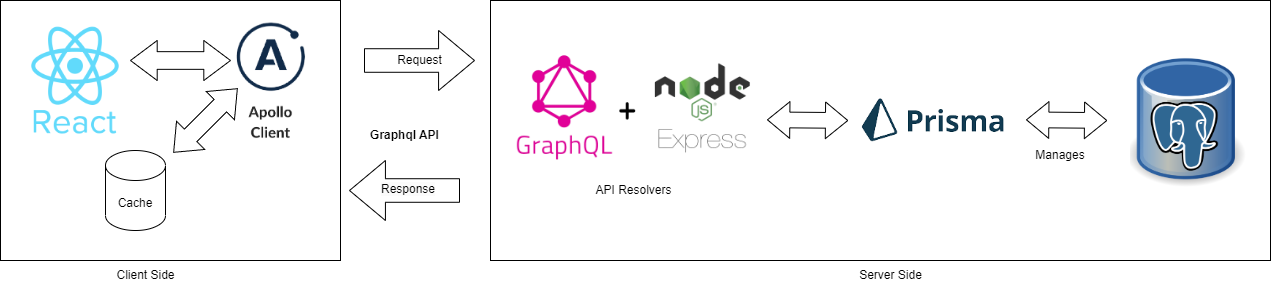 React
Apollo
Client
Cache
Client Side
Request
Graphql API
Response
GraphQL
+
node
JS
Express
API Resolvers
Prisma
Manages
Server Side